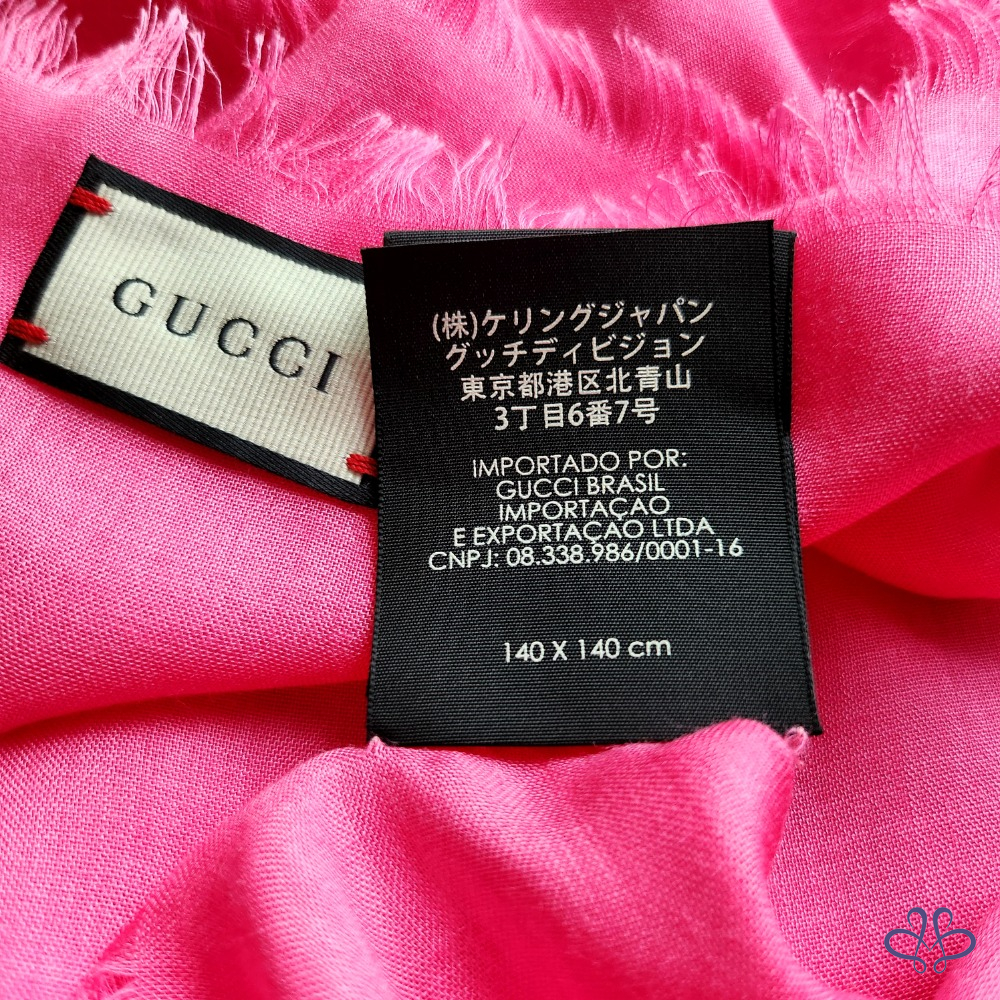 GUCCI
(株)ケリングジャパン
グッチディビジョン
東京都港区北青山
3丁目6番7号
IMPORTADO POR:
GUCCI BRASIL
IMPORTAÇAO
E EXPORTAÇAO LTDA
CNPJ: 08.338.986/0001-16
140 X 140 cm